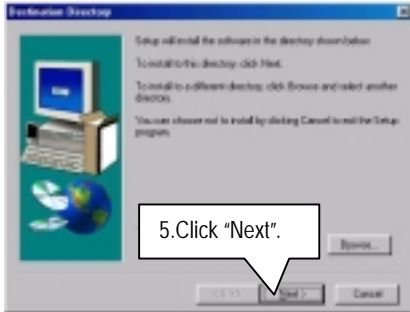 Destination Directory
Setup will install the software in the directory shown below.
To install to this directory, click Next.
To install to a different directory, click Browse and select another
directory.
You can choose not to install by clicking Cancel to exit the Setup
program.
5.Click “Next”.
Browse...
Next >
Cancel